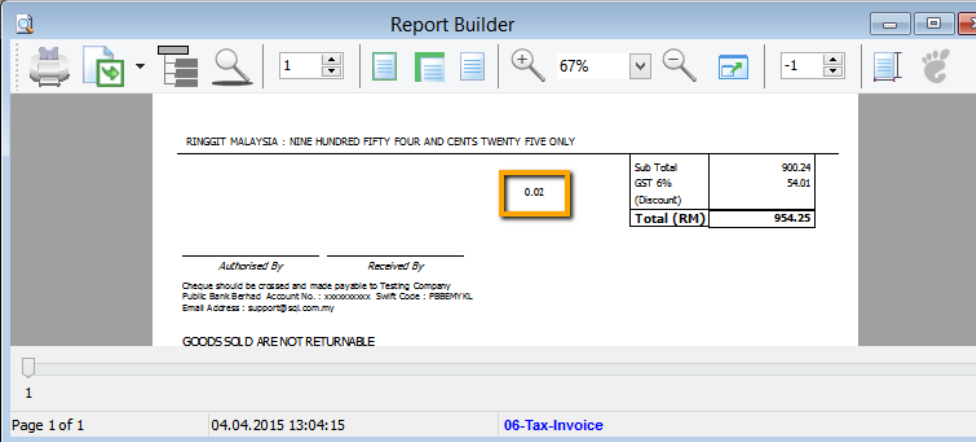 Report Builder
1
67%
-1
RINGGIT MALAYSIA : NINE HUNDRED FIFTY FOUR AND CENTS TWENTY FIVE ONLY
Sub Total 900.24
0.02
GST 6% 54.01
(Discount)
Total (RM) 954.25
Authorised By Received By
Cheque should be crossed and made payable to Testing Company
Public Bank Berhad Account No. : xxxxxxxxxx Swift Code : PBBEMYKL
Email Address : support@sql.com.my
GOODS SOLD ARE NOT RETURNABLE
1
Page 1 of 1 04.04.2015 13:04:15 06-Tax-Invoice